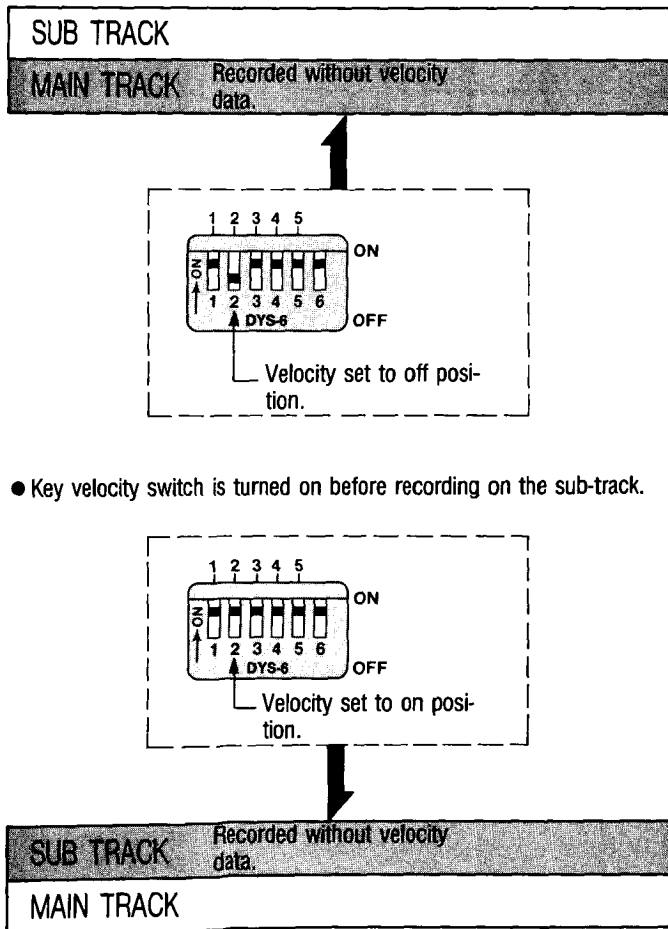 SUB TRACK
MAIN TRACK Recorded without velocity
data.
1 2 3 4 5
ON
ON
1 2 3 4 5 6
DYS-6
OFF
Velocity set to off posi-
tion.
● Key velocity switch is turned on before recording on the sub-track.
1 2 3 4 5
ON
ON
1 2 3 4 5 6
DYS-6
OFF
Velocity set to on posi-
tion.
SUB TRACK Recorded without velocity
data.
MAIN TRACK